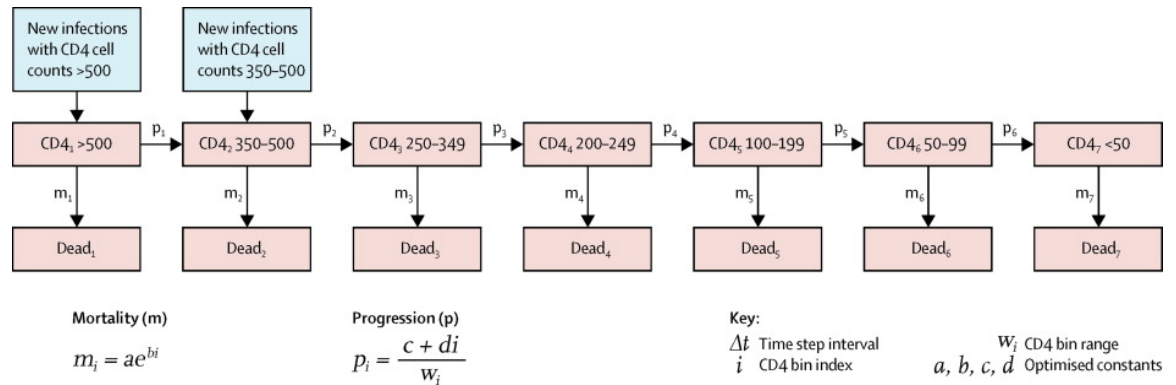 New infections
with CD4 cell
counts >500
New infections
with CD4 cell
counts 350–500
CD4₁ >500
p₁
CD4₂ 350–500
p₂
CD4₃ 250–349
p₃
CD4₄ 200–249
p₄
CD4₅ 100–199
p₅
CD4₆ 50–99
p₆
CD4₇ <50
m₁
m₂
m₃
m₄
m₅
m₆
m₇
Dead₁
Dead₂
Dead₃
Dead₄
Dead₅
Dead₆
Dead₇
Mortality (m)
mᵢ = ae^{bi}
Progression (p)
pᵢ = \frac{c + di}{wᵢ}
Key:
Δt Time step interval
i CD4 bin index
wᵢ CD4 bin range
a, b, c, d Optimised constants